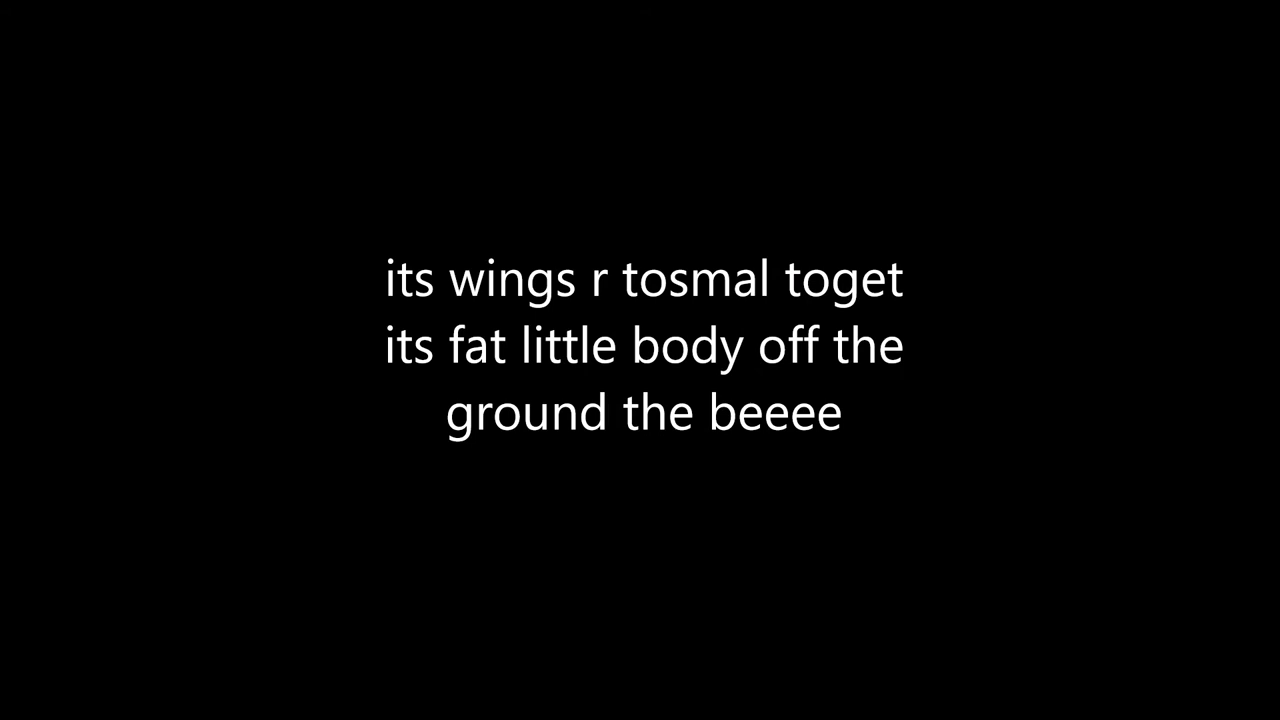 its wings r tosmal toget
its fat little body off the
ground the beeee